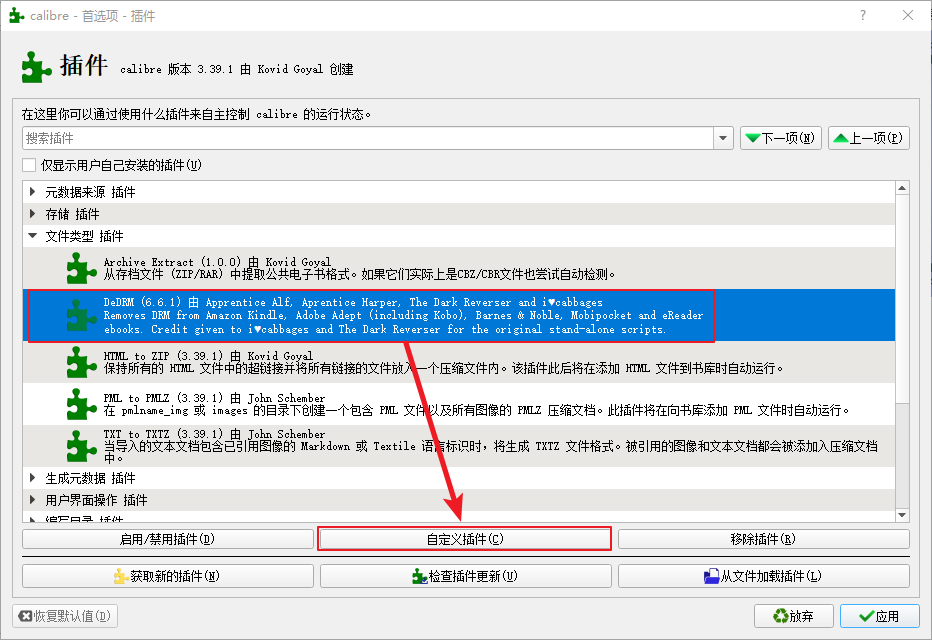 calibre - 首选项 - 插件
插件 calibre 版本 3.39.1 由 Kovid Goyal 创建
在这里你可以通过使用什么插件来自主控制 calibre 的运行状态。
搜索插件 下一项(N) 上一项(P)
仅显示用户自己安装的插件(U)
元数据来源 插件
存储 插件
文件类型 插件
Archive Extract (1.0.0) 由 Kovid Goyal
从存档文件 (ZIP/RAR) 中提取公共电子书格式。如果它们实际上是CBZ/CBR文件也尝试自动检测。
DeDRM (6.6.1) 由 Apprentice Alf, Aprentice Harper, The Dark Reverser and i♥cabbages
Removes DRM from Amazon Kindle, Adobe Adept (including Kobo), Barnes & Noble, Mobipocket and eReader
ebooks. Credit given to i♥cabbages and The Dark Reverser for the original stand-alone scripts.
HTML to ZIP (3.39.1) 由 Kovid Goyal
保持所有的 HTML 文件中的超链接并将所有链接的文件放入一个压缩文件内。该插件此后将在添加 HTML 文件到书库时自动运行。
PML to PMLZ (3.39.1) 由 John Schember
在 pmlname_img 或 images 的目录下创建一个包含 PML 文件以及所有图像的 PMLZ 压缩文档。此插件将在向书库添加 PML 文件时自动运行。
TXT to TXTZ (3.39.1) 由 John Schember
当导入的文本文档包含已引用图像的 Markdown 或 Textile 语言标识时，将生成 TXTZ 文件格式。被引用的图像和文本文档都会被添加入压缩文档
中。
生成元数据 插件
用户界面操作 插件
编写目录 插件
启用/禁用插件(D) 自定义插件(C) 移除插件(R)
获取新的插件(N) 检查插件更新(U) 从文件加载插件(L)
恢复默认值(D) 放弃 应用